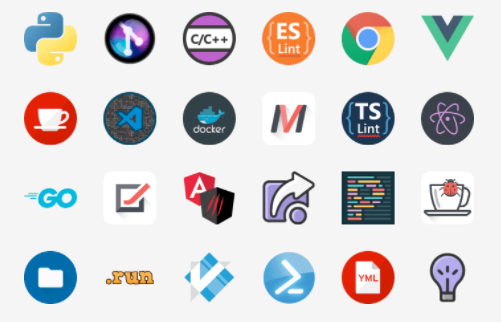 C/C++
ES
Lint
docker
TS
Lint
GO
A
.run
YML